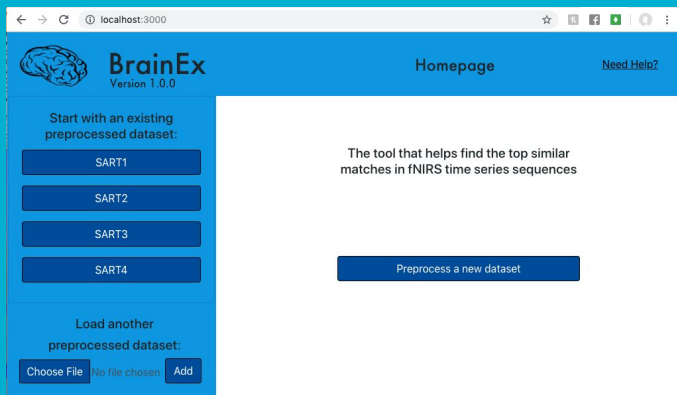 localhost:3000
BrainEx
Version 1.0.0
Homepage
Need Help?
Start with an existing
preprocessed dataset:
SART1
SART2
SART3
SART4
Load another
preprocessed dataset:
Choose File No file chosen Add
The tool that helps find the top similar
matches in fNIRS time series sequences
Preprocess a new dataset